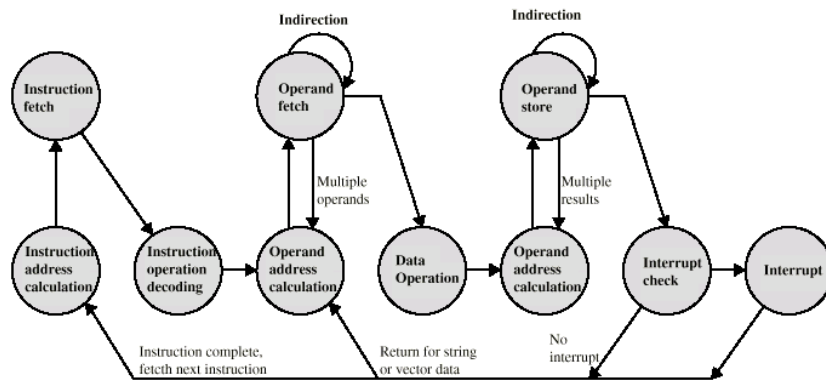 Indirection
Indirection
Instruction
fetch
Operand
fetch
Operand
store
Multiple
operands
Multiple
results
Instruction
address
calculation
Instruction
operation
decoding
Operand
address
calculation
Data
Operation
Operand
address
calculation
Interrupt
check
Interrupt
Instruction complete,
fecth next instruction
Return for string
or vector data
No
interrupt